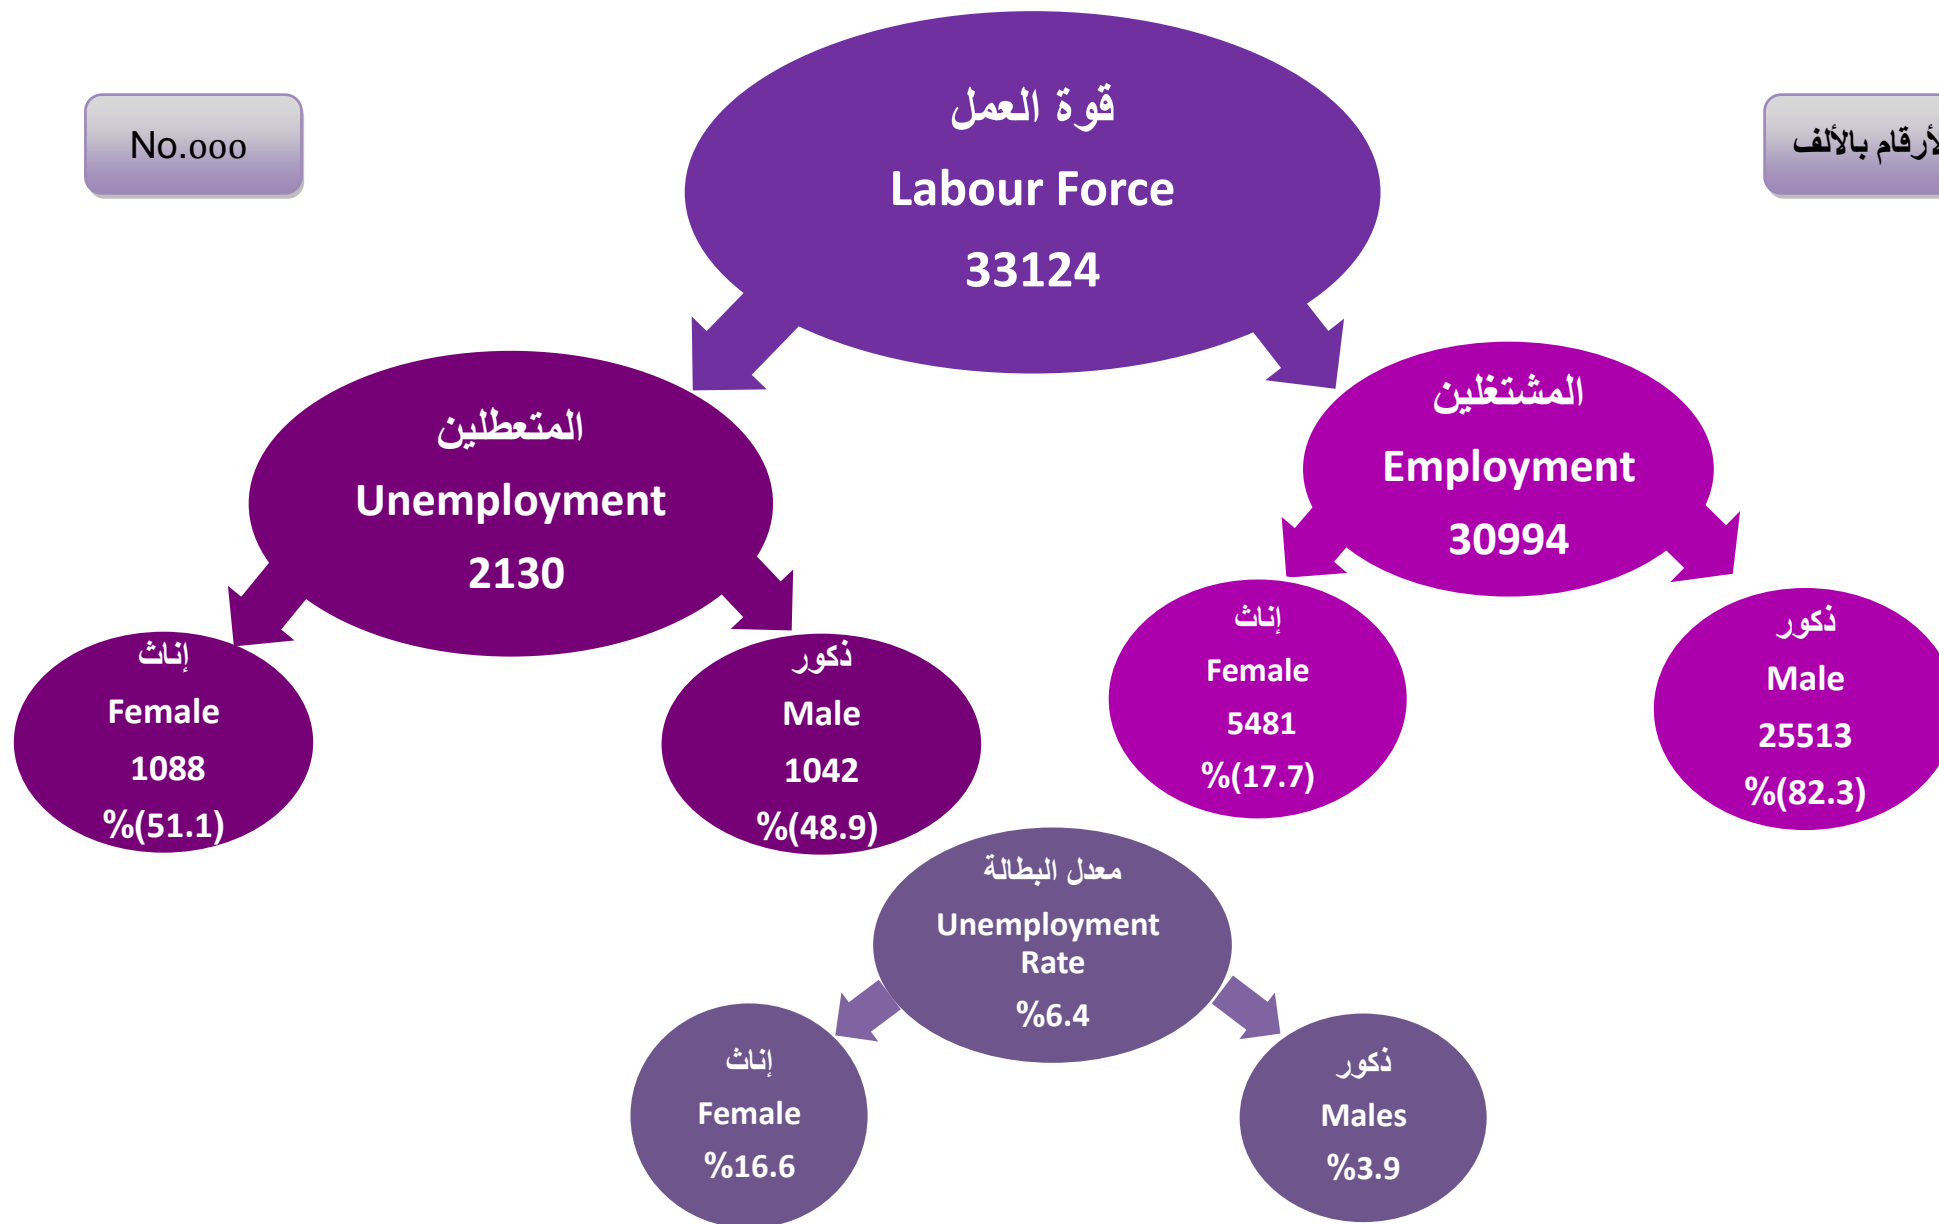 No.000
لأرقام بالألف
قوة العمل
Labour Force
33124
المتعطلين
Unemployment
2130
المشتغلين
Employment
30994
إناث
Female
1088
%(51.1)
ذكور
Male
1042
%(48.9)
إناث
Female
5481
%(17.7)
ذكور
Male
25513
%(82.3)
معدل البطالة
Unemployment
Rate
%6.4
إناث
Female
%16.6
ذكور
Males
%3.9